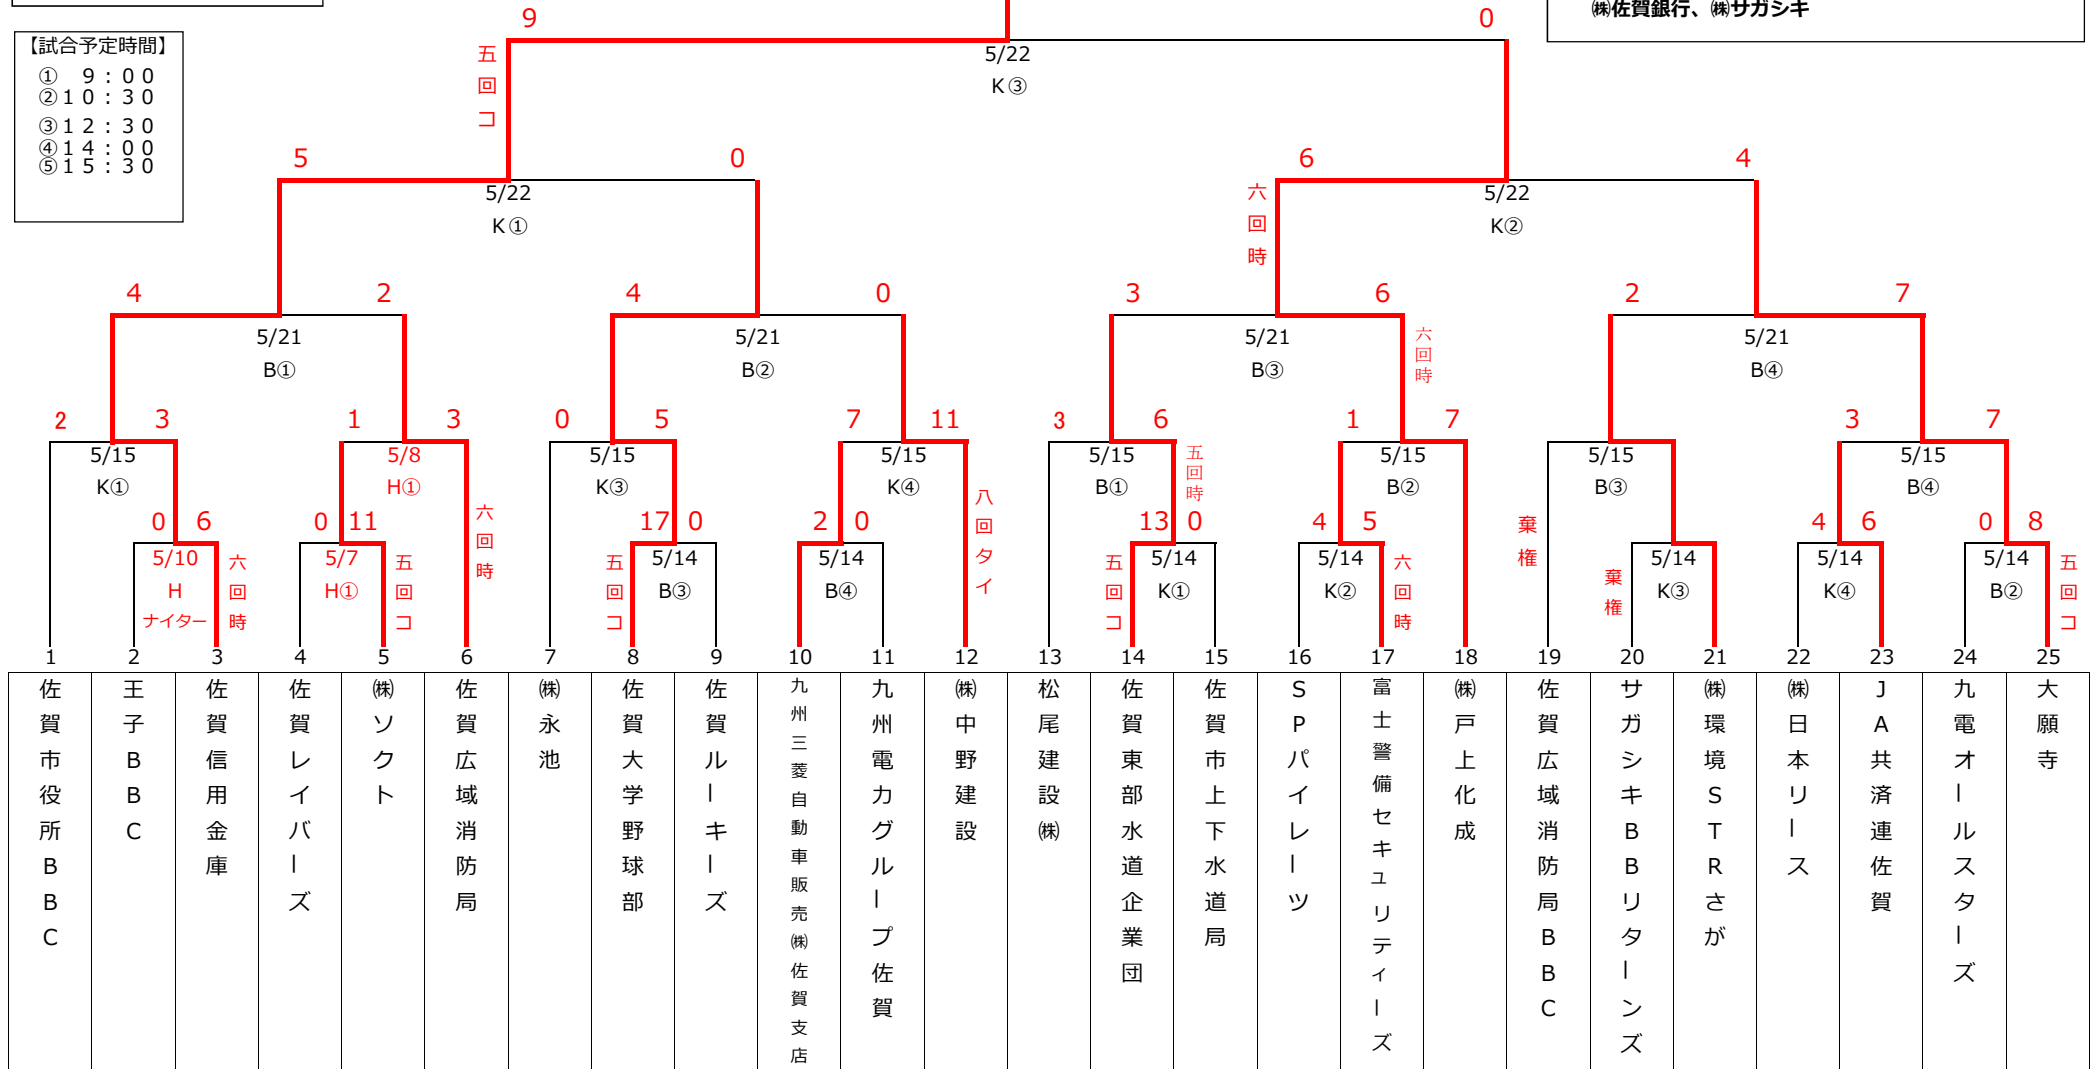 ㈱佐賀銀行、㈱サガシキ
【試合予定時間】
① 9:00
②10:30
③12:30
④14:00
⑤15:30
9 0
五回コ
5/22
K③
5 0 6 4
5/22
K①
六回時
5/22
K②
4 2 4 0 3 6 2 7
5/21
B①
5/21
B②
5/21
B③
六回時
5/21
B④
2 3 1 3 0 5 7 11 3 6 1 7 3 7
5/15
K①
5/8
H①
六回時
5/15
K③
5/15
K④
八回タイ
5/15
B①
五回時
5/15
B②
5/15
B③
棄権
5/15
B④
0 6 0 11 17 0 2 0 13 0 4 5 4 6 0 8
5/10
H
ナイター
六回時
5/7
H①
五回コ
五回コ
5/14
B③
5/14
B④
五回コ
5/14
K①
5/14
K②
六回時
棄権
5/14
K③
5/14
K④
5/14
B②
五回コ
1 2 3 4 5 6 7 8 9 10 11 12 13 14 15 16 17 18 19 20 21 22 23 24 25
佐賀市役所BBC
王子BBC
佐賀信用金庫
佐賀レイバーズ
㈱ソクト
佐賀広域消防局
㈱永池
佐賀大学野球部
佐賀ルーキーズ
九州三菱自動車販売㈱佐賀支店
九州電力グループ佐賀
㈱中野建設
松尾建設㈱
佐賀東部水道企業団
佐賀市上下水道局
SPパイレーツ
富士警備セキュリティーズ
㈱戸上化成
佐賀広域消防局BBC
サガシキBBリターンズ
㈱環境STRさが
㈱日本リース
JA共済連佐賀
九電オールスターズ
大願寺